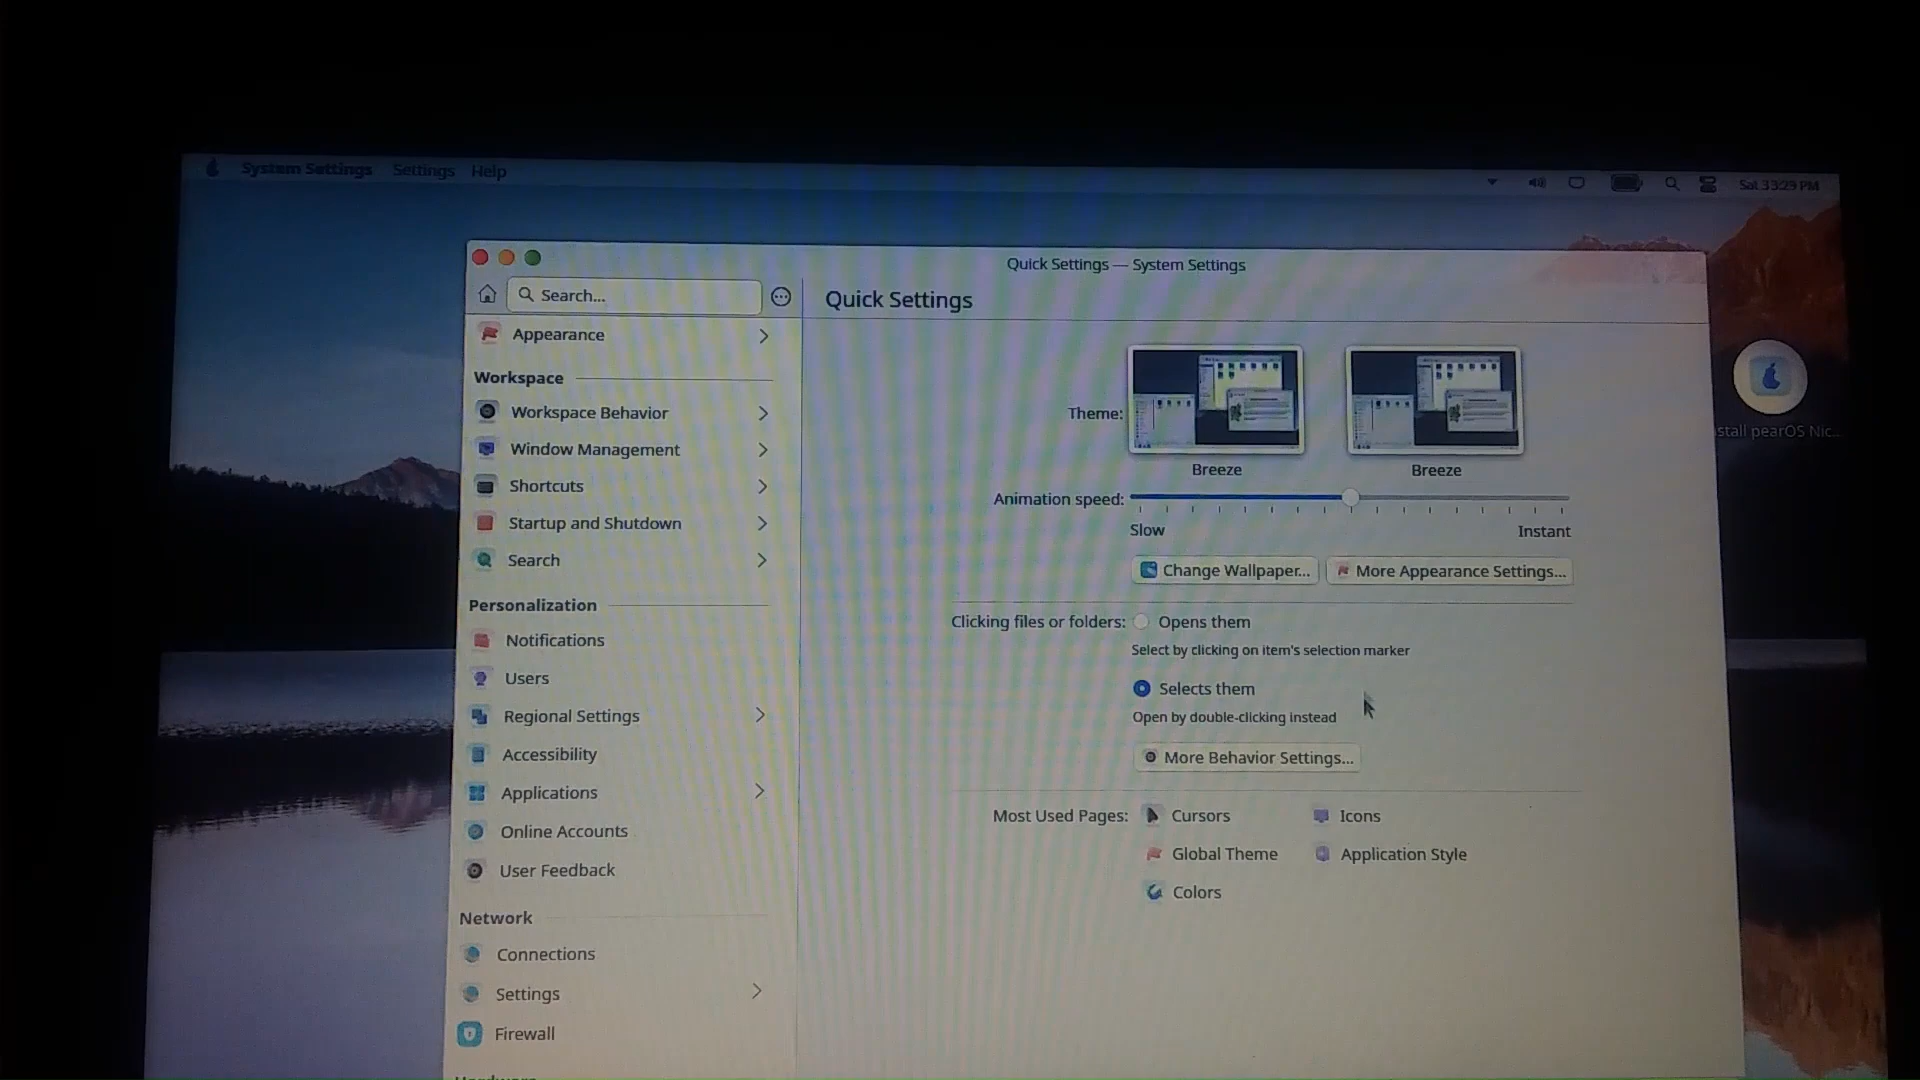 System Settings Settings Help
Sat 3:33:29 PM
Quick Settings — System Settings
Search...
Quick Settings
Appearance
Workspace
Workspace Behavior
Window Management
Shortcuts
Startup and Shutdown
Search
Personalization
Notifications
Users
Regional Settings
Accessibility
Applications
Online Accounts
User Feedback
Network
Connections
Settings
Firewall
Theme:
Breeze
Breeze
Animation speed:
Slow
Instant
Change Wallpaper...
More Appearance Settings...
Clicking files or folders:
Opens them
Select by clicking on item's selection marker
Selects them
Open by double-clicking instead
More Behavior Settings...
Most Used Pages:
Cursors
Icons
Global Theme
Application Style
Colors
stall pearOS Nic...